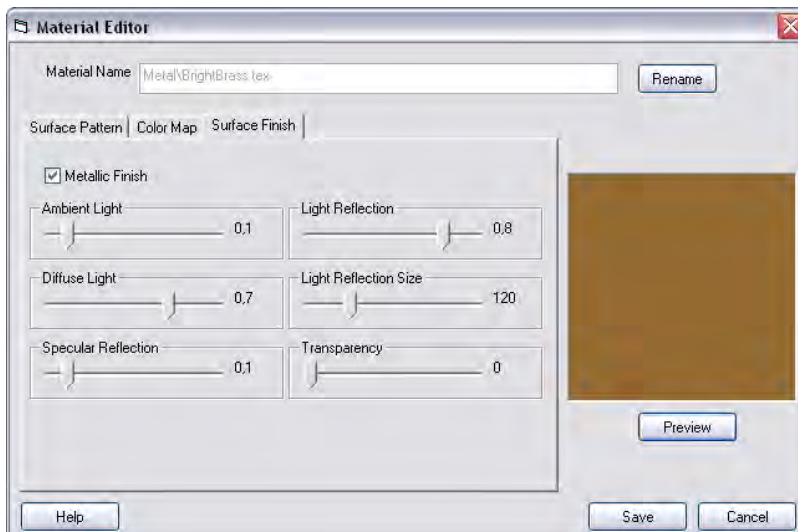 Material Editor
Material Name Metal\BrightBrass.tex Rename
Surface Pattern Color Map Surface Finish
Metallic Finish
Ambient Light 0,1
Light Reflection 0,8
Diffuse Light 0,7
Light Reflection Size 120
Specular Reflection 0,1
Transparency 0
Preview
Help Save Cancel